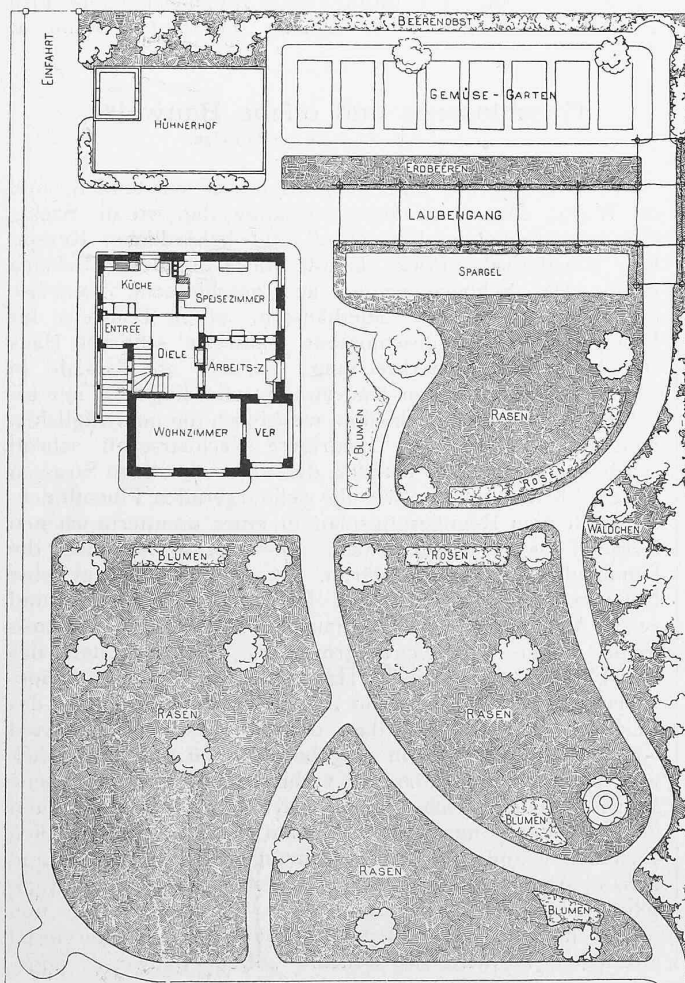 BEERENOBST
EINFAHRT
GEMÜSE-GARTEN
HÜHNERHOF
ERDBEEREN
LAUBENGANG
SPARGEL
KÜCHE
SPEISEZIMMER
ENTRÉE
DIELE
ARBEITS-Z
WOHNZIMMER
VER
BLUMEN
RASEN
ROSEN
WÄLDCHEN
BLUMEN
ROSEN
RASEN
RASEN
BLUMEN
RASEN
BLUMEN